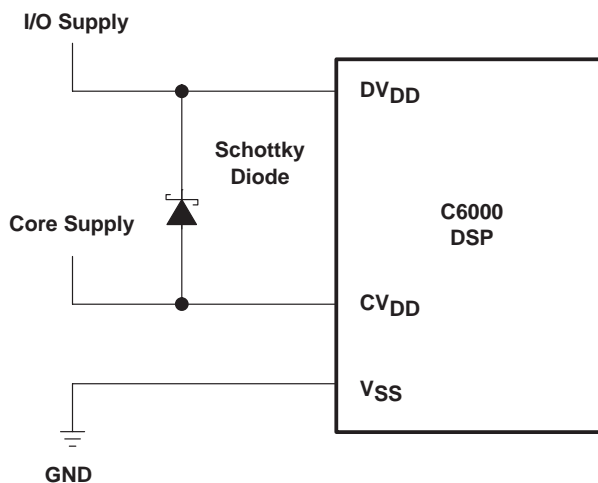 I/O Supply
DVDD
Schottky
Diode
C6000
DSP
Core Supply
CVDD
VSS
GND